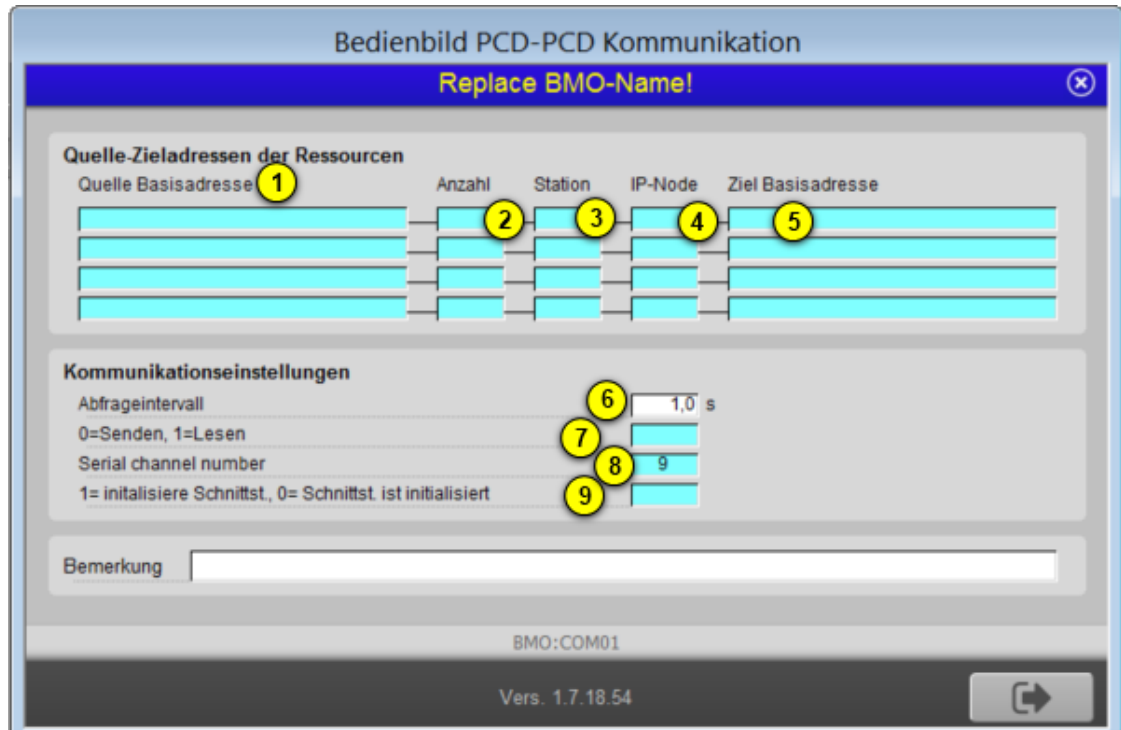 Bedienbild PCD-PCD Kommunikation
Replace BMO-Name!
Quelle-Zieladressen der Ressourcen
Quelle Basisadresse 1 Anzahl Station IP-Node Ziel Basisadresse
2 3 4 5
Kommunikationseinstellungen
Abfrageintervall 6 1,0 s
0=Senden, 1=Lesen 7
Serial channel number 8 9
1= initalisiere Schnittst., 0= Schnittst. ist initialisiert 9
Bemerkung
BMO:COM01
Vers. 1.7.18.54